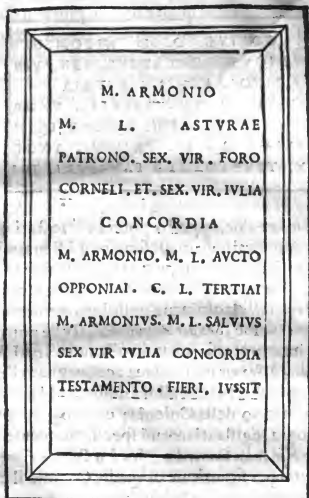 M. ARMONIO
M. L. ASTVRAE
PATRONO. SEX. VIR. FORO
CORNELI. ET. SEX. VIR. IVLIA
CONCORDIA
M. ARMONIO. M. L. AVCTO
OPPONIAI. C. L. TERTIAI
M. ARMONIVS. M. L. SALVIVS
SEX VIR IVLIA CONCORDIA
TESTAMENTO. FIERI. IVSSIT